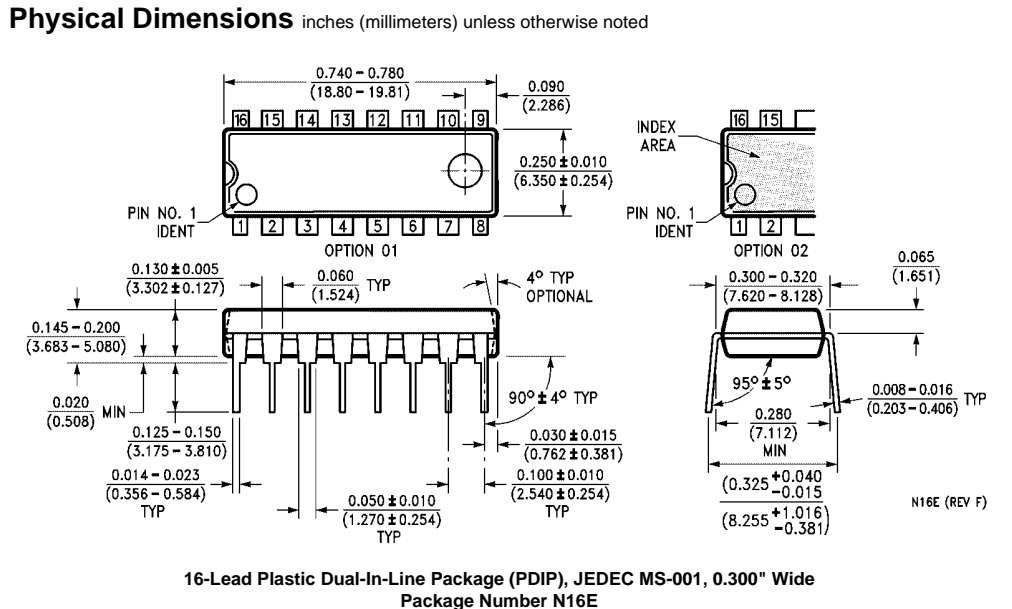 Physical Dimensions inches (millimeters) unless otherwise noted
0.740 – 0.780
(18.80 – 19.81)
0.090
(2.286)
16 15 14 13 12 11 10 9
16 15
INDEX
AREA
0.250 ± 0.010
(6.350 ± 0.254)
PIN NO. 1
IDENT
PIN NO. 1
IDENT
1 2 3 4 5 6 7 8
1 2
OPTION 01
OPTION 02
0.130 ± 0.005
(3.302 ± 0.127)
0.060
(1.524)
TYP
4° TYP
OPTIONAL
0.300 – 0.320
(7.620 – 8.128)
0.065
(1.651)
0.145 – 0.200
(3.683 – 5.080)
0.020
(0.508)
MIN
0.125 – 0.150
(3.175 – 3.810)
90° ± 4° TYP
95° ± 5°
0.008 – 0.016
(0.203 – 0.406)
TYP
0.280
(7.112)
MIN
0.030 ± 0.015
(0.762 ± 0.381)
0.014 – 0.023
(0.356 – 0.584)
TYP
0.050 ± 0.010
(1.270 ± 0.254)
TYP
0.100 ± 0.010
(2.540 ± 0.254)
TYP
(0.325 +0.040
−0.015
(8.255 +1.016
−0.381)
N16E (REV F)
16-Lead Plastic Dual-In-Line Package (PDIP), JEDEC MS-001, 0.300" Wide
Package Number N16E